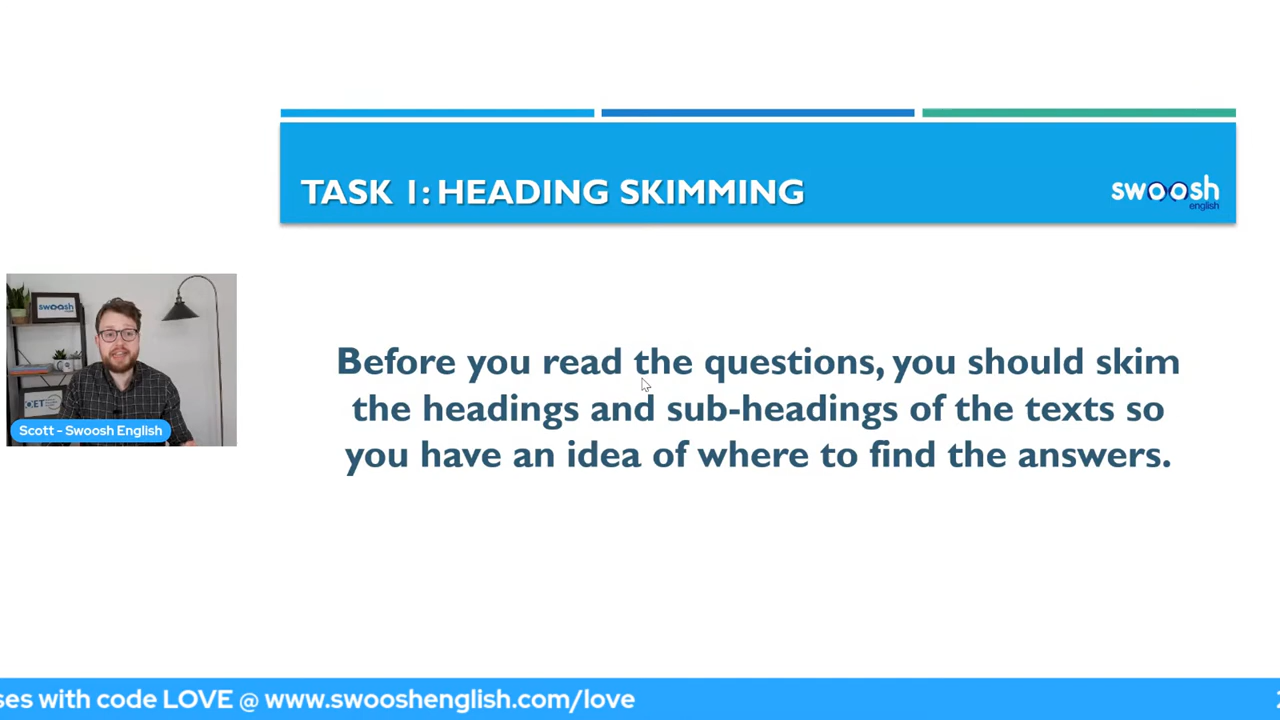 TASK 1: HEADING SKIMMING
swoosh
english
Before you read the questions, you should skim
the headings and sub-headings of the texts so
you have an idea of where to find the answers.
swoosh
OET
Scott - Swoosh English
ses with code LOVE @ www.swooshenglish.com/love